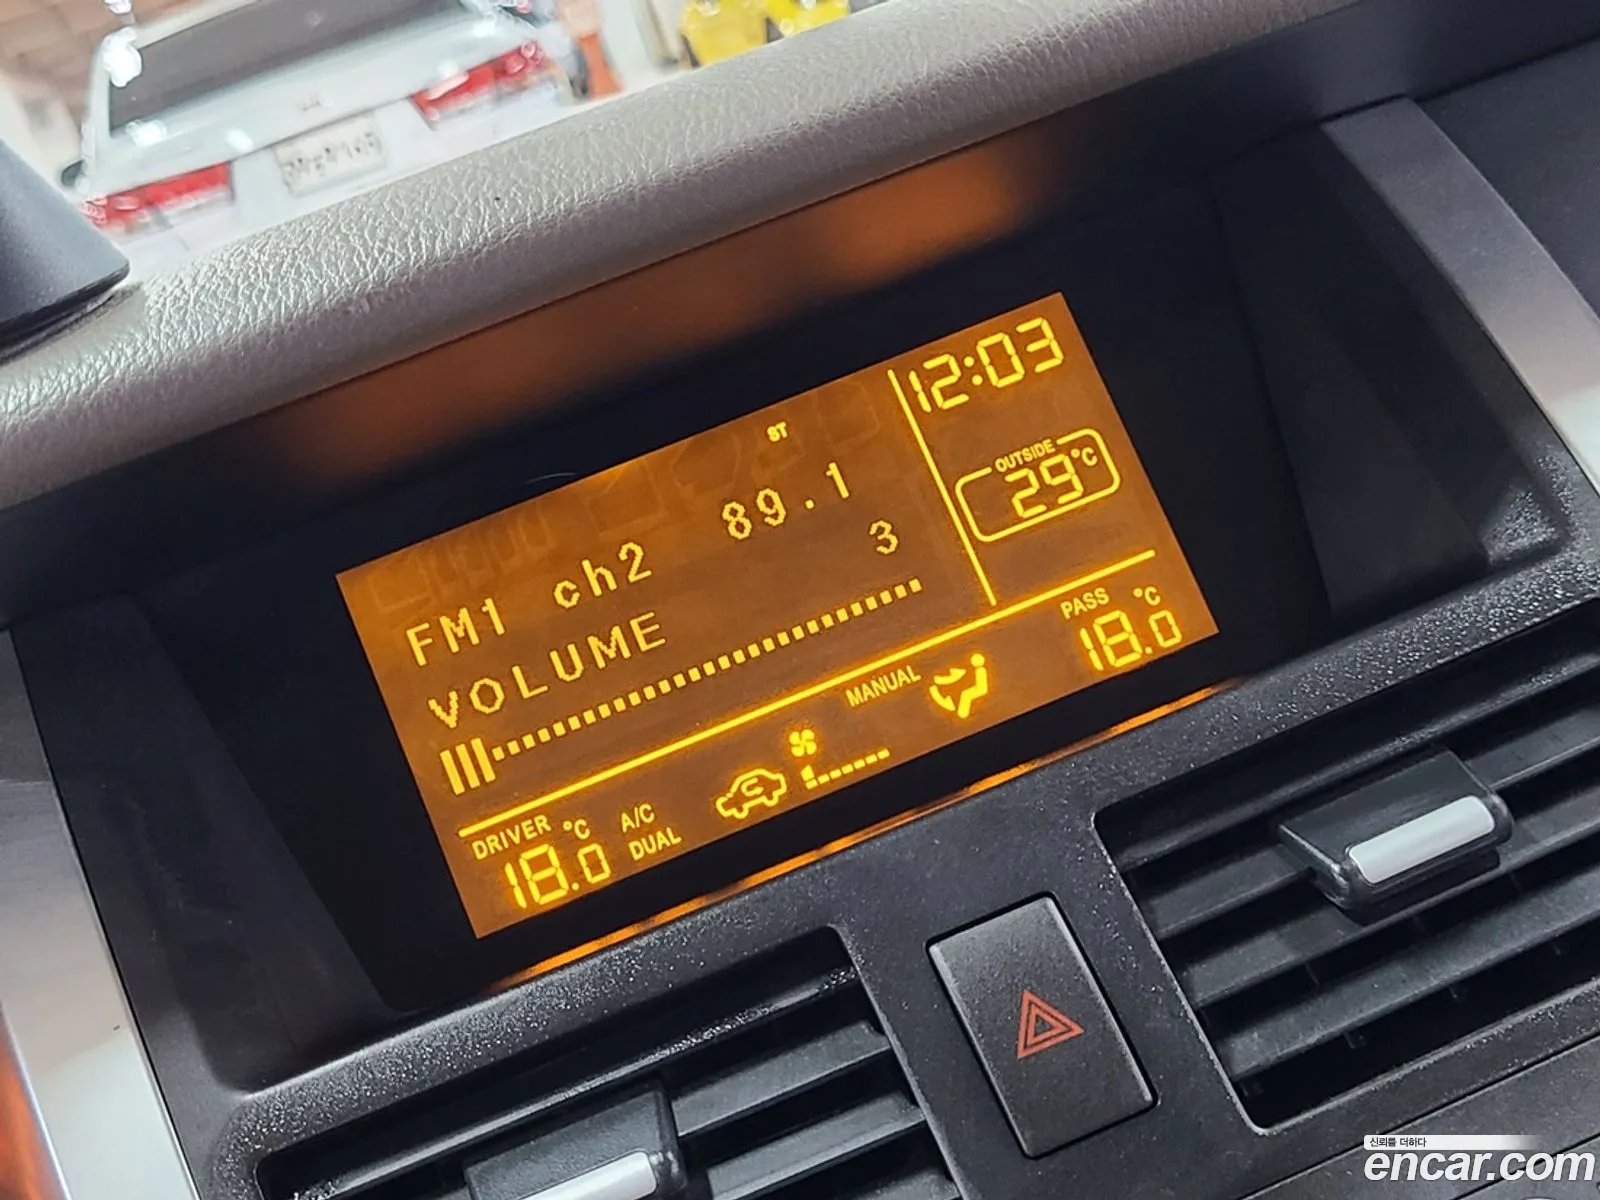 12:03
ST
OUTSIDE
29°C
FM1 ch2 89.1
VOLUME 3
MANUAL
PASS °C
18.0
DRIVER °C
18.0
A/C
DUAL
신뢰를 더하다
encar.com